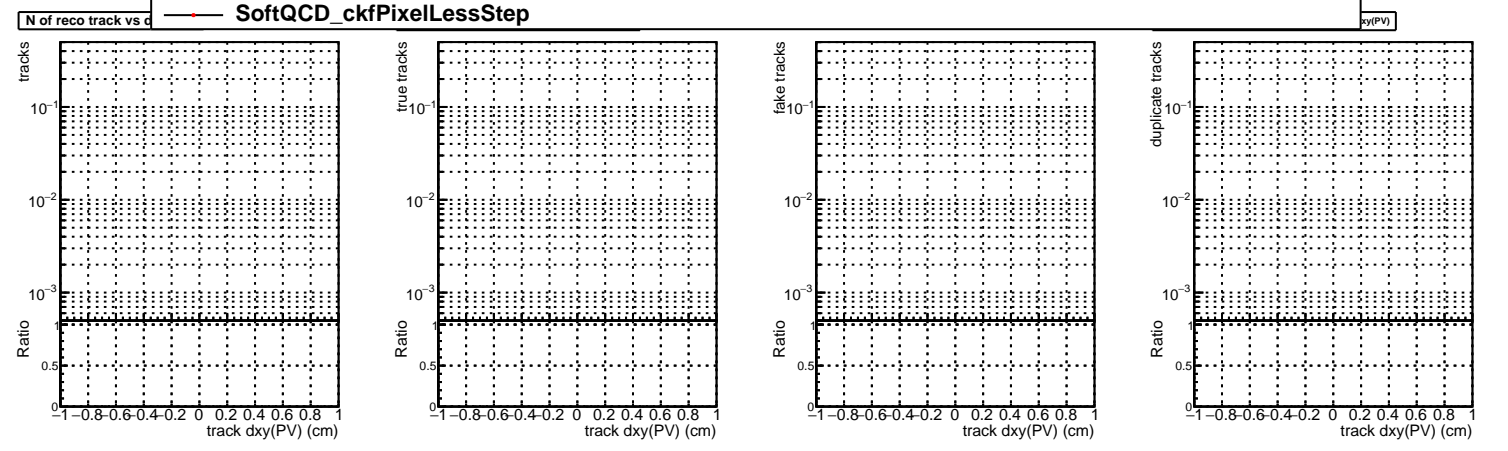 SoftQCD_ckfPixelLessStep
N of reco track vs d
xy(PV)
tracks
10⁻¹
10⁻²
10⁻³
Ratio
1
0.5
0
−1 −0.8 −0.6 −0.4 −0.2 0 0.2 0.4 0.6 0.8 1
track dxy(PV) (cm)
true tracks
10⁻¹
10⁻²
10⁻³
Ratio
1
0.5
0
−1 −0.8 −0.6 −0.4 −0.2 0 0.2 0.4 0.6 0.8 1
track dxy(PV) (cm)
fake tracks
10⁻¹
10⁻²
10⁻³
Ratio
1
0.5
0
−1 −0.8 −0.6 −0.4 −0.2 0 0.2 0.4 0.6 0.8 1
track dxy(PV) (cm)
duplicate tracks
10⁻¹
10⁻²
10⁻³
Ratio
1
0.5
0
−1 −0.8 −0.6 −0.4 −0.2 0 0.2 0.4 0.6 0.8 1
track dxy(PV) (cm)